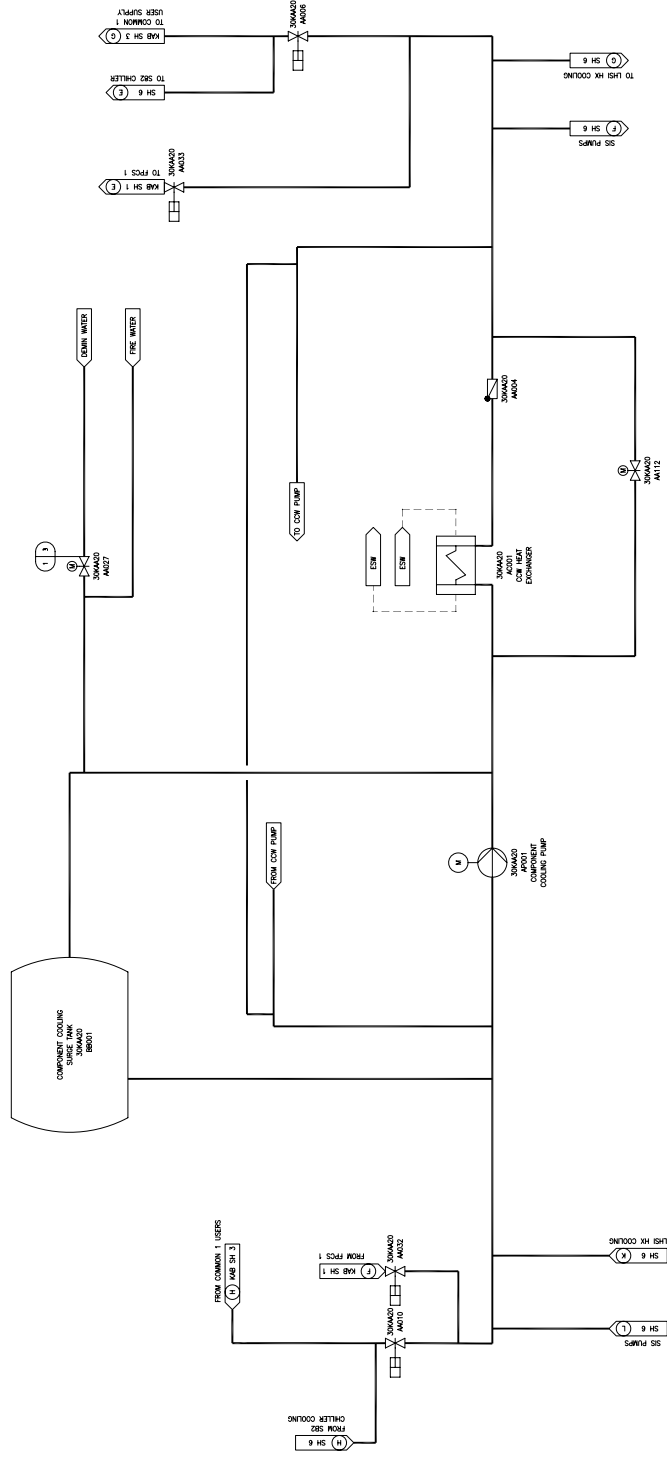 COMPONENT COOLING
SURGE TANK
30KAA20
BB001
1 3
M
30KAA20
AA027
DEMIN WATER
FIRE WATER
TO FPCS 1
E KAB SH 1
30KAA20
AA033
TO SB2 CHILLER
E SH 6
TO COMMON 1
USER SUPPLY
G KAB SH 3
30KAA20
AA006
FROM COMMON 1 USERS
H KAB SH 3
FROM SB2
CHILLER COOLING
H SH 6
30KAA20
AA010
FROM FPCS 1
F KAB SH 1
30KAA20
AA032
FROM CCW PUMP
TO CCW PUMP
ESW
ESW
M
30KAA20
AP001
COMPONENT
COOLING PUMP
30KAA20
AC001
CCW HEAT
EXCHANGER
30KAA20
AA004
M
30KAA20
AA112
SIS PUMPS
L SH 6
LHSI HX COOLING
K SH 6
SIS PUMPS
F SH 6
TO LHSI HX COOLING
G SH 6